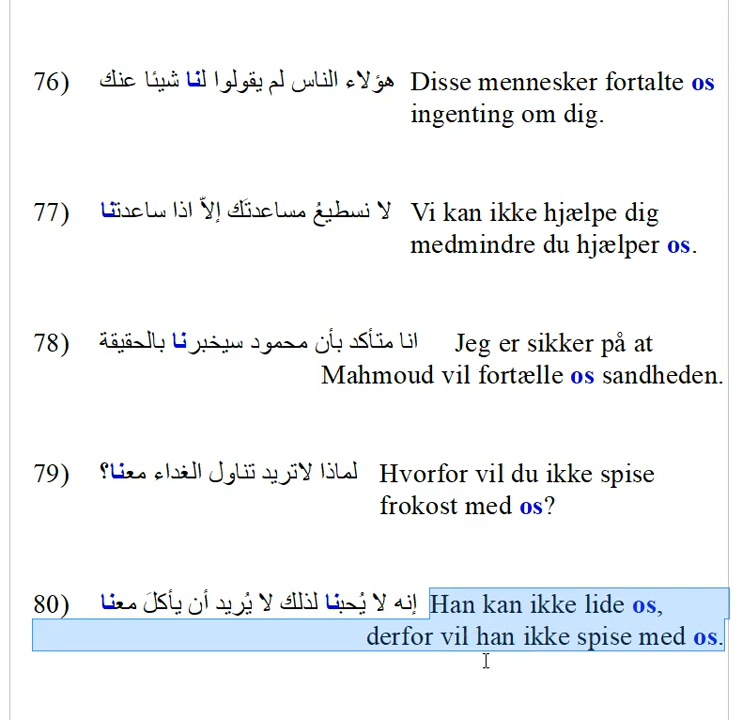 76) هؤلاء الناس لم يقولوا لنا شيئا عنك Disse mennesker fortalte os
ingenting om dig.
77) لا نسطيعُ مساعدتَك إلاّ اذا ساعدتنا Vi kan ikke hjælpe dig
medmindre du hjælper os.
78) انا متأكد بأن محمود سيخبرنا بالحقيقة Jeg er sikker på at
Mahmoud vil fortælle os sandheden.
79) لماذا لاتريد تناول الغداء معنا؟ Hvorfor vil du ikke spise
frokost med os?
80) إنه لا يُحبنا لذلك لا يُريد أن يأكلَ معنا Han kan ikke lide os,
derfor vil han ikke spise med os.